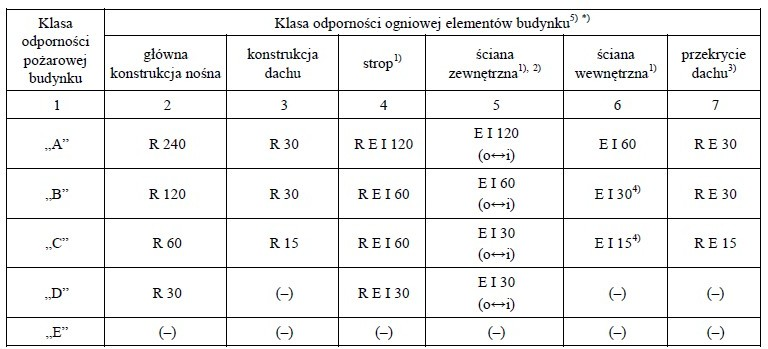 Klasa odporności pożarowej budynku | Klasa odporności ogniowej elementów budynku5) *)
główna konstrukcja nośna | konstrukcja dachu | strop1) | ściana zewnętrzna1), 2) | ściana wewnętrzna1) | przekrycie dachu3)
1 | 2 | 3 | 4 | 5 | 6 | 7
„A” | R 240 | R 30 | R E I 120 | E I 120 (o↔i) | E I 60 | R E 30
„B” | R 120 | R 30 | R E I 60 | E I 60 (o↔i) | E I 304) | R E 30
„C” | R 60 | R 15 | R E I 60 | E I 30 (o↔i) | E I 154) | R E 15
„D” | R 30 | (–) | R E I 30 | E I 30 (o↔i) | (–) | (–)
„E” | (–) | (–) | (–) | (–) | (–) | (–)